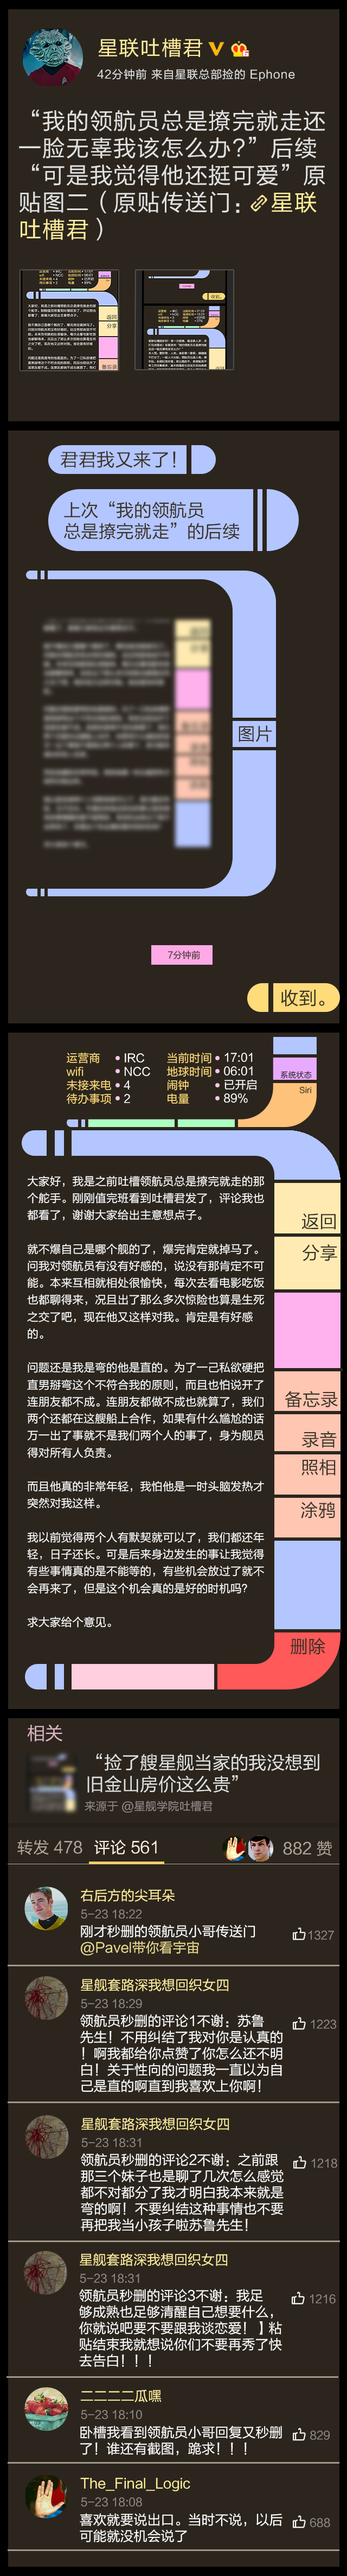 星联吐槽君
42分钟前 来自星联总部捡的 Ephone
“我的领航员总是撩完就走还
一脸无辜我该怎么办?”后续
“可是我觉得他还挺可爱”原
贴图二（原贴传送门：星联
吐槽君）
君君我又来了！
上次“我的领航员
总是撩完就走”的后续
图片
7分钟前
收到。
运营商 • IRC 当前时间 • 17:01
wifi • NCC 地球时间 • 06:01
未接来电 • 4 闹钟 • 已开启
待办事项 • 2 电量 • 89%
系统状态
Siri
返回
分享
备忘录
录音
照相
涂鸦
删除
大家好，我是之前吐槽领航员总是撩完就走的那
个舵手。刚刚值完班看到吐槽君发了，评论我也
都看了，谢谢大家给出主意想点子。
就不爆自己是哪个舰的了，爆完肯定就掉马了。
问我对领航员有没有好感的，说没有那肯定不可
能。本来互相就相处很愉快，每次去看电影吃饭
也都聊得来，况且出了那么多次惊险也算是生死
之交了吧，现在他又这样对我。肯定是有好感
的。
问题还是我是弯的他是直的。为了一己私欲硬把
直男掰弯这个不符合我的原则，而且也怕说开了
连朋友都不成。连朋友都做不成也就算了，我们
两个还都在这艘船上合作，如果有什么尴尬的话
万一出了事就不是我们两个人的事了，身为舰员
得对所有人负责。
而且他真的非常年轻，我怕他是一时头脑发热才
突然对我这样。
我以前觉得两个人有默契就可以了，我们都还年
轻，日子还长。可是后来身边发生的事让我觉得
有些事情真的是不能等的，有些机会放过了就不
会再来了，但是这个机会真的是好的时机吗？
求大家给个意见。
相关
“捡了艘星舰当家的我没想到
旧金山房价这么贵”
来源于 @星舰学院吐槽君
转发 478 评论 561 882 赞
右后方的尖耳朵
5-23 18:22
刚才秒删的领航员小哥传送门
@Pavel带你看宇宙
1327
星舰套路深我想回织女四
5-23 18:29
领航员秒删的评论1不谢：苏鲁
先生！不用纠结了我对你是认真的
！啊我都给你点赞了你怎么还不明
白！关于性向的问题我一直以为自
己是直的啊直到我喜欢上你啊！
1223
星舰套路深我想回织女四
5-23 18:31
领航员秒删的评论2不谢：之前跟
那三个妹子也是聊了几次怎么感觉
都不对都分了我才明白我本来就是
弯的啊！不要纠结这种事情也不要
再把我当小孩子啦苏鲁先生！
1218
星舰套路深我想回织女四
5-23 18:31
领航员秒删的评论3不谢：我足
够成熟也足够清醒自己想要什么，
你就说吧要不要跟我谈恋爱！】粘
贴结束我就想说你们不要再秀了快
去告白！！！
1216
二二二二瓜嘿
5-23 18:10
卧槽我看到领航员小哥回复又秒删
了！谁还有截图，跪求！！！
829
The_Final_Logic
5-23 18:08
喜欢就要说出口。当时不说，以后
可能就没机会说了
688